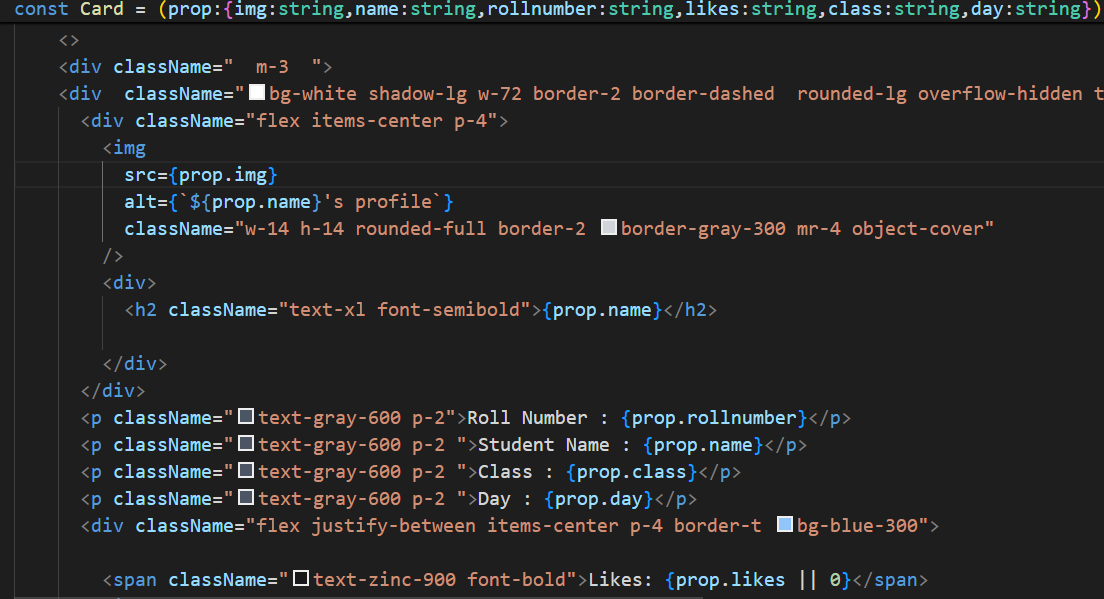 const Card = (prop:{img:string,name:string,rollnumber:string,likes:string,class:string,day:string})
<>
<div className="  m-3  ">
<div  className="bg-white shadow-lg w-72 border-2 border-dashed  rounded-lg overflow-hidden t
<div className="flex items-center p-4">
<img
src={prop.img}
alt={`${prop.name}'s profile`}
className="w-14 h-14 rounded-full border-2 border-gray-300 mr-4 object-cover"
/>
<div>
<h2 className="text-xl font-semibold">{prop.name}</h2>
</div>
</div>
<p className="text-gray-600 p-2">Roll Number : {prop.rollnumber}</p>
<p className="text-gray-600 p-2 ">Student Name : {prop.name}</p>
<p className="text-gray-600 p-2 ">Class : {prop.class}</p>
<p className="text-gray-600 p-2 ">Day : {prop.day}</p>
<div className="flex justify-between items-center p-4 border-t bg-blue-300">
<span className="text-zinc-900 font-bold">Likes: {prop.likes || 0}</span>